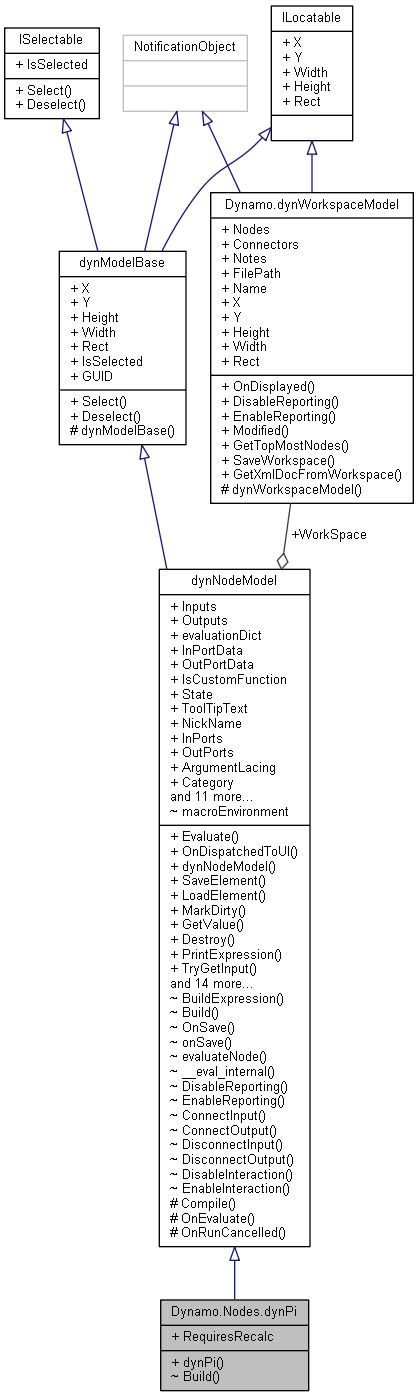 ISelectable
+ IsSelected
+ Select()
+ Deselect()
NotificationObject
ILocatable
+ X
+ Y
+ Width
+ Height
+ Rect
dynModelBase
+ X
+ Y
+ Height
+ Width
+ Rect
+ IsSelected
+ GUID
+ Select()
+ Deselect()
# dynModelBase()
Dynamo.dynWorkspaceModel
+ Nodes
+ Connectors
+ Notes
+ FilePath
+ Name
+ X
+ Y
+ Height
+ Width
+ Rect
+ OnDisplayed()
+ DisableReporting()
+ EnableReporting()
+ Modified()
+ GetTopMostNodes()
+ SaveWorkspace()
+ GetXmlDocFromWorkspace()
# dynWorkspaceModel()
+WorkSpace
dynNodeModel
+ Inputs
+ Outputs
+ evaluationDict
+ InPortData
+ OutPortData
+ IsCustomFunction
+ State
+ ToolTipText
+ NickName
+ InPorts
+ OutPorts
+ ArgumentLacing
+ Category
and 11 more...
~ macroEnvironment
+ Evaluate()
+ OnDispatchedToUI()
+ dynNodeModel()
+ SaveElement()
+ LoadElement()
+ MarkDirty()
+ GetValue()
+ Destroy()
+ PrintExpression()
+ TryGetInput()
and 14 more...
~ BuildExpression()
~ Build()
~ OnSave()
~ onSave()
~ evaluateNode()
~ __eval_internal()
~ DisableReporting()
~ EnableReporting()
~ ConnectInput()
~ ConnectOutput()
~ DisconnectInput()
~ DisconnectOutput()
~ DisableInteraction()
~ EnableInteraction()
# Compile()
# OnEvaluate()
# OnRunCancelled()
Dynamo.Nodes.dynPi
+ RequiresRecalc
+ dynPi()
~ Build()